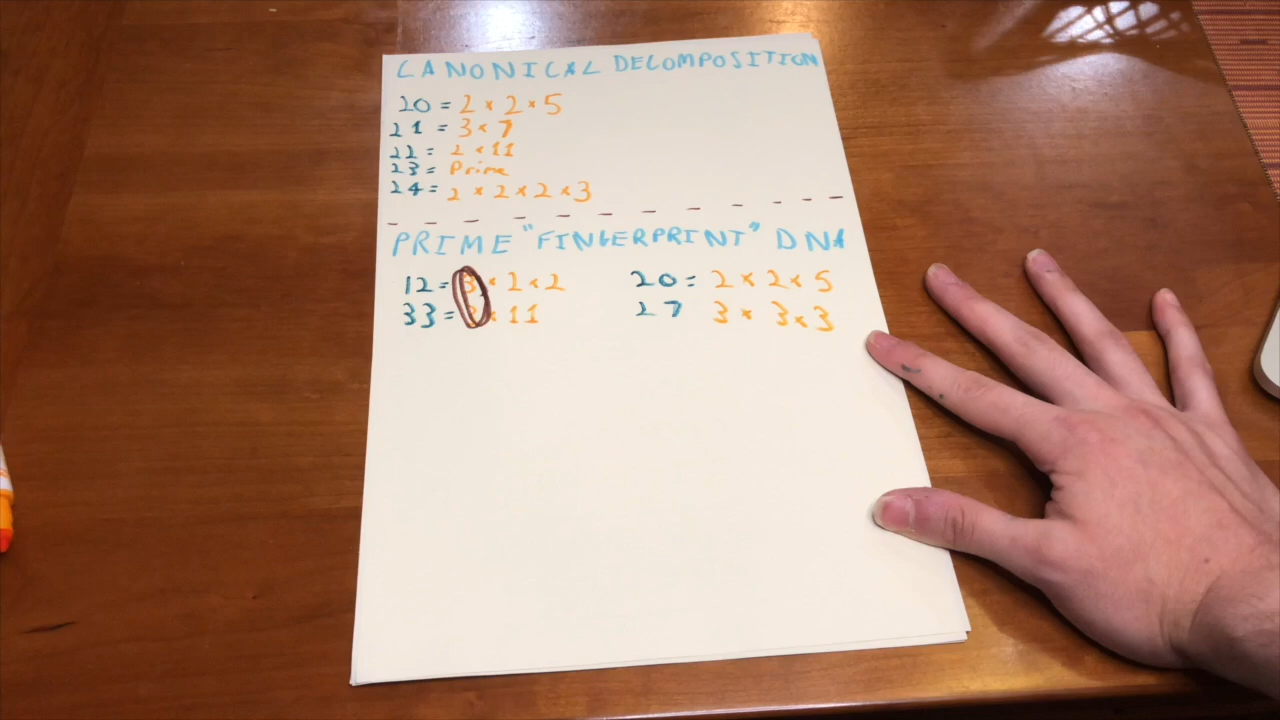 CANONICAL DECOMPOSITION
20 = 2 × 2 × 5
21 = 3 × 7
22 = 2 × 11
23 = Prime
24 = 2 × 2 × 2 × 3
PRIME "FINGERPRINT" DNA
12 = 3 × 2 × 2
33 = 3 × 11
20 = 2 × 2 × 5
27 3 × 3 × 3